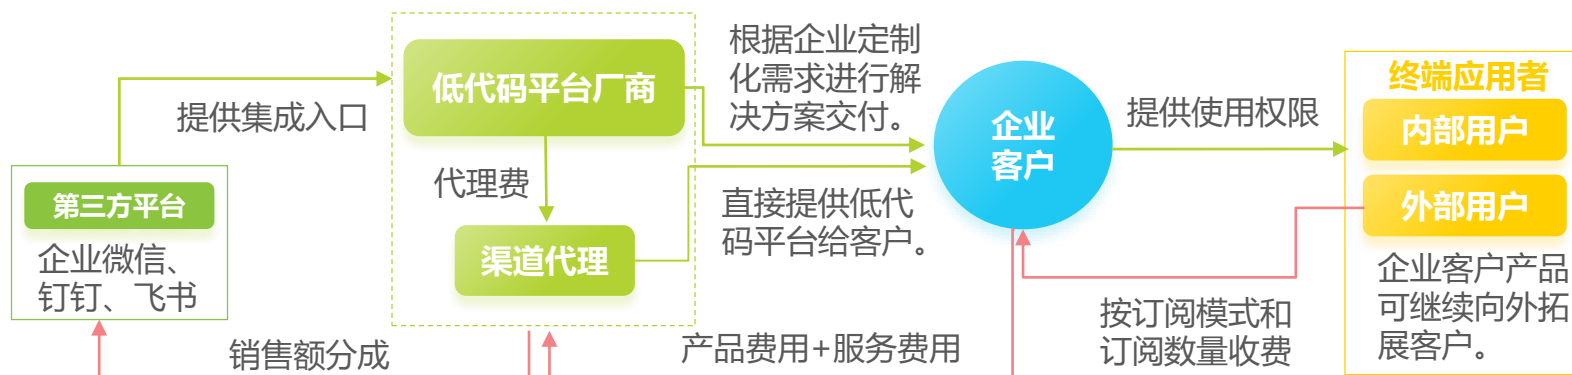 提供集成入口
第三方平台
企业微信、
钉钉、飞书
销售额分成
低代码平台厂商
代理费
渠道代理
根据企业定制
化需求进行解
决方案交付。
直接提供低代
码平台给客户。
产品费用+服务费用
企业
客户
提供使用权限
按订阅模式和
订阅数量收费
终端应用者
内部用户
外部用户
企业客户产品
可继续向外拓
展客户。